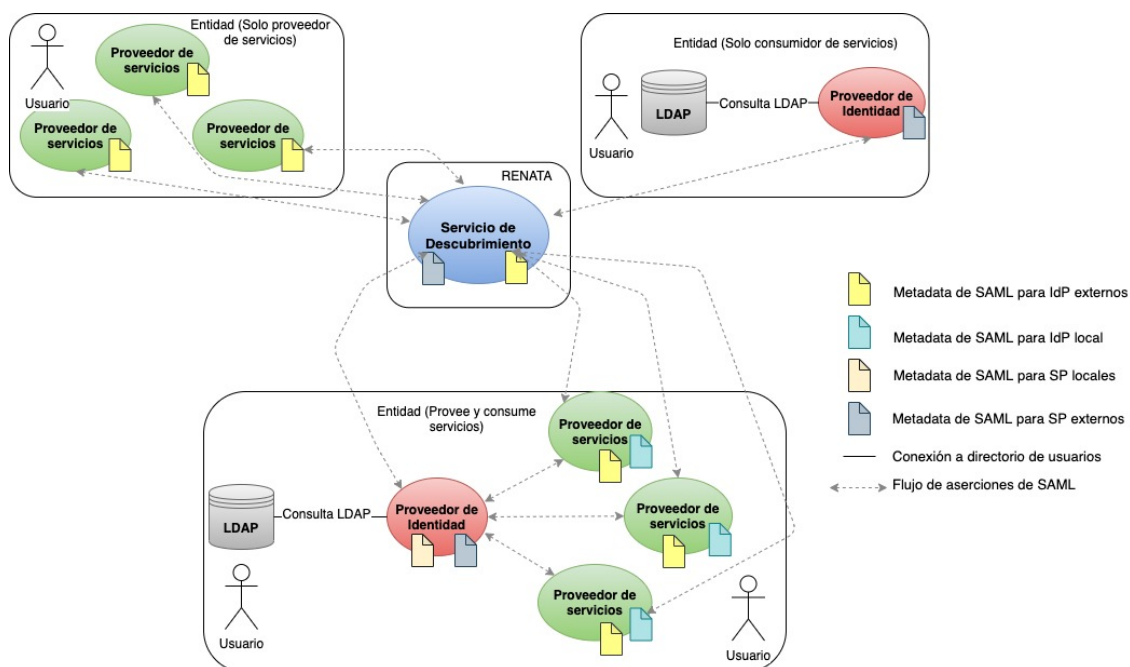 Entidad (Solo proveedor
de servicios)
Proveedor de
servicios
Usuario
Proveedor de
servicios
Proveedor de
servicios
Entidad (Solo consumidor de servicios)
LDAP
Consulta LDAP
Proveedor de
Identidad
Usuario
RENATA
Servicio de
Descubrimiento
Metadata de SAML para IdP externos
Metadata de SAML para IdP local
Metadata de SAML para SP locales
Metadata de SAML para SP externos
Conexión a directorio de usuarios
Flujo de aserciones de SAML
Entidad (Provee y consume
servicios)
Proveedor de
servicios
LDAP
Consulta LDAP
Proveedor de
Identidad
Proveedor de
servicios
Proveedor de
servicios
Usuario
Usuario